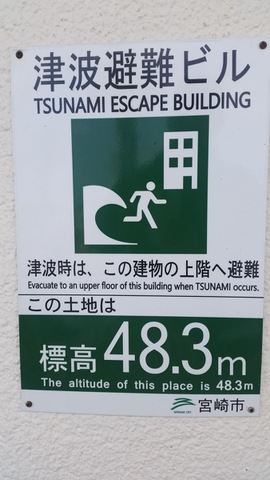 津波避難ビル
TSUNAMI ESCAPE BUILDING
津波時は、この建物の上階へ避難
Evacuate to an upper floor of this building when TSUNAMI occurs.
この土地は
標高48.3m
The altitude of this place is 48.3m
宮崎市